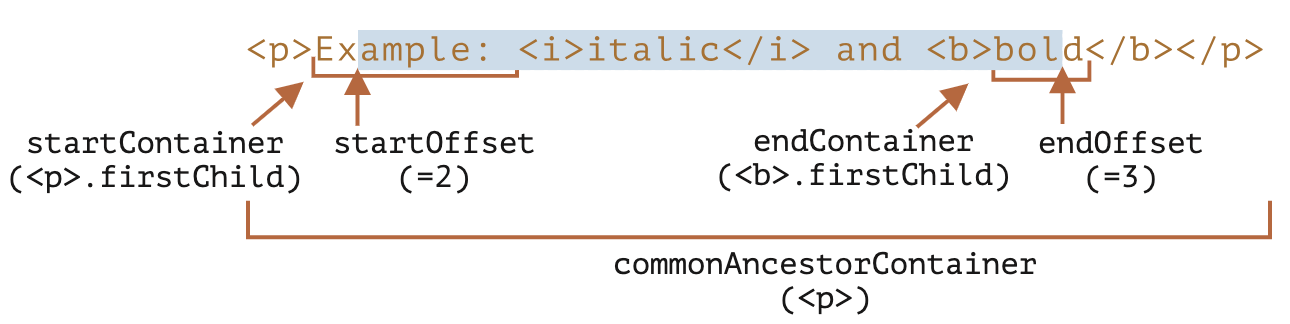 <p>Example: <i>italic</i> and <b>bold</b></p>
startContainer startOffset endContainer endOffset
(<p>.firstChild) (=2) (<b>.firstChild) (=3)
commonAncestorContainer
(<p>)